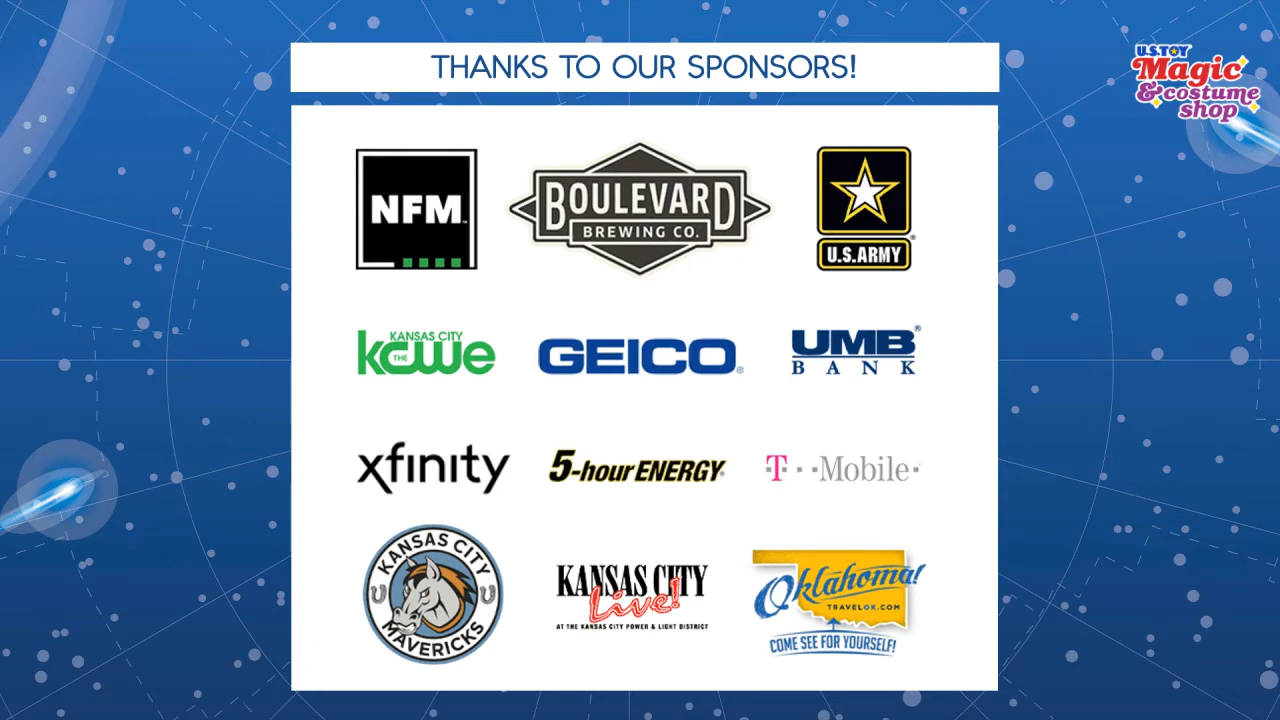 THANKS TO OUR SPONSORS!
U.S.TOY
Magic
& costume
shop
NFM™
BOULEVARD
BREWING CO.
U.S.ARMY®
KANSAS CITY
kcwe
THE
GEICO®
UMB®
BANK
xfinity
5-hour ENERGY®
T··Mobile·
KANSAS CITY
MAVERICKS
KANSAS CITY
Live!
AT THE KANSAS CITY POWER & LIGHT DISTRICT
Oklahoma!
TRAVELOK.COM
COME SEE FOR YOURSELF!